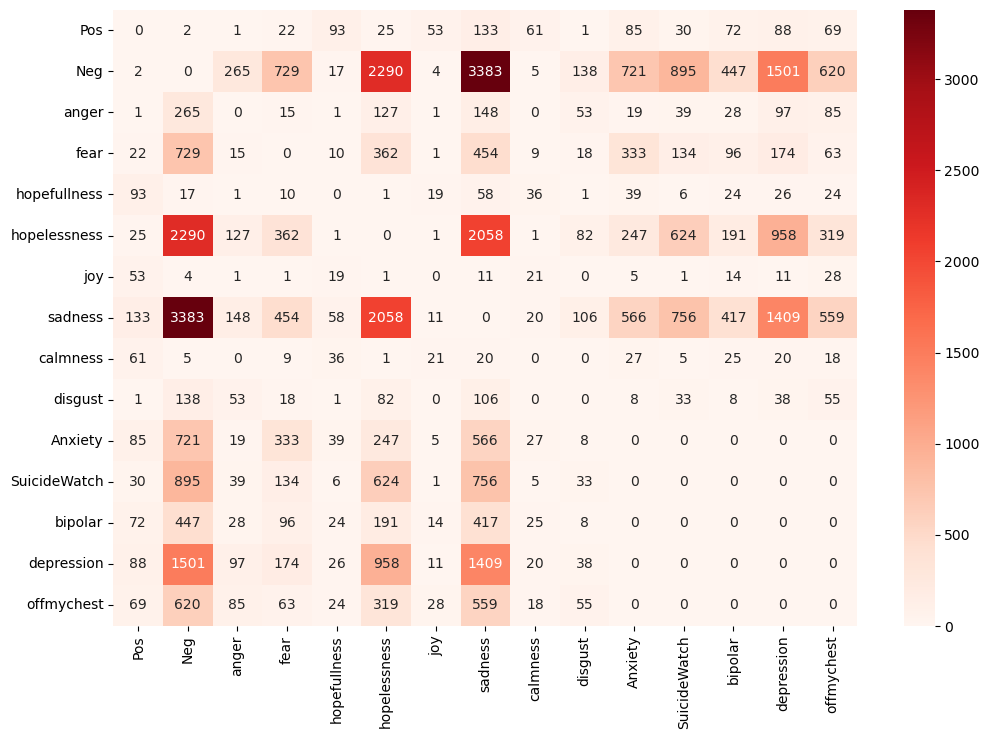 Pos 0 2 1 22 93 25 53 133 61 1 85 30 72 88 69
Neg 2 0 265 729 17 2290 4 3383 5 138 721 895 447 1501 620
anger 1 265 0 15 1 127 1 148 0 53 19 39 28 97 85
fear 22 729 15 0 10 362 1 454 9 18 333 134 96 174 63
hopefullness 93 17 1 10 0 1 19 58 36 1 39 6 24 26 24
hopelessness 25 2290 127 362 1 0 1 2058 1 82 247 624 191 958 319
joy 53 4 1 1 19 1 0 11 21 0 5 1 14 11 28
sadness 133 3383 148 454 58 2058 11 0 20 106 566 756 417 1409 559
calmness 61 5 0 9 36 1 21 20 0 0 27 5 25 20 18
disgust 1 138 53 18 1 82 0 106 0 0 8 33 8 38 55
Anxiety 85 721 19 333 39 247 5 566 27 8 0 0 0 0 0
SuicideWatch 30 895 39 134 6 624 1 756 5 33 0 0 0 0 0
bipolar 72 447 28 96 24 191 14 417 25 8 0 0 0 0 0
depression 88 1501 97 174 26 958 11 1409 20 38 0 0 0 0 0
offmychest 69 620 85 63 24 319 28 559 18 55 0 0 0 0 0
Pos Neg anger fear hopefullness hopelessness joy sadness calmness disgust Anxiety SuicideWatch bipolar depression offmychest
3000
2500
2000
1500
1000
500
0